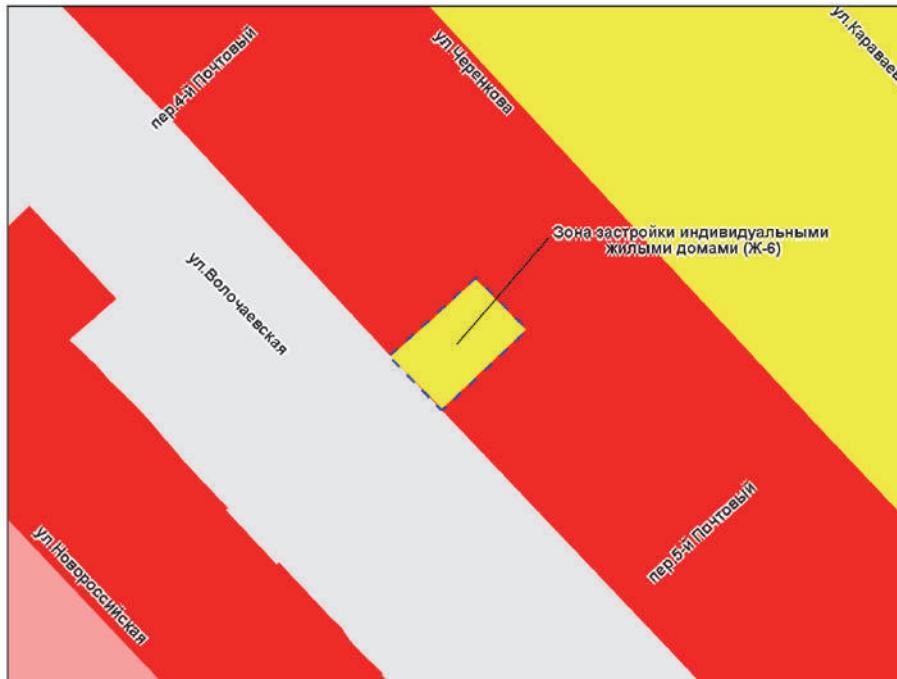 пер.4-й Почтовый
ул.Черенкова
ул.Караваев
Зона застройки индивидуальными
жилыми домами (Ж-6)
ул.Волочаевская
пер.5-й Почтовый
ул.Новороссийская